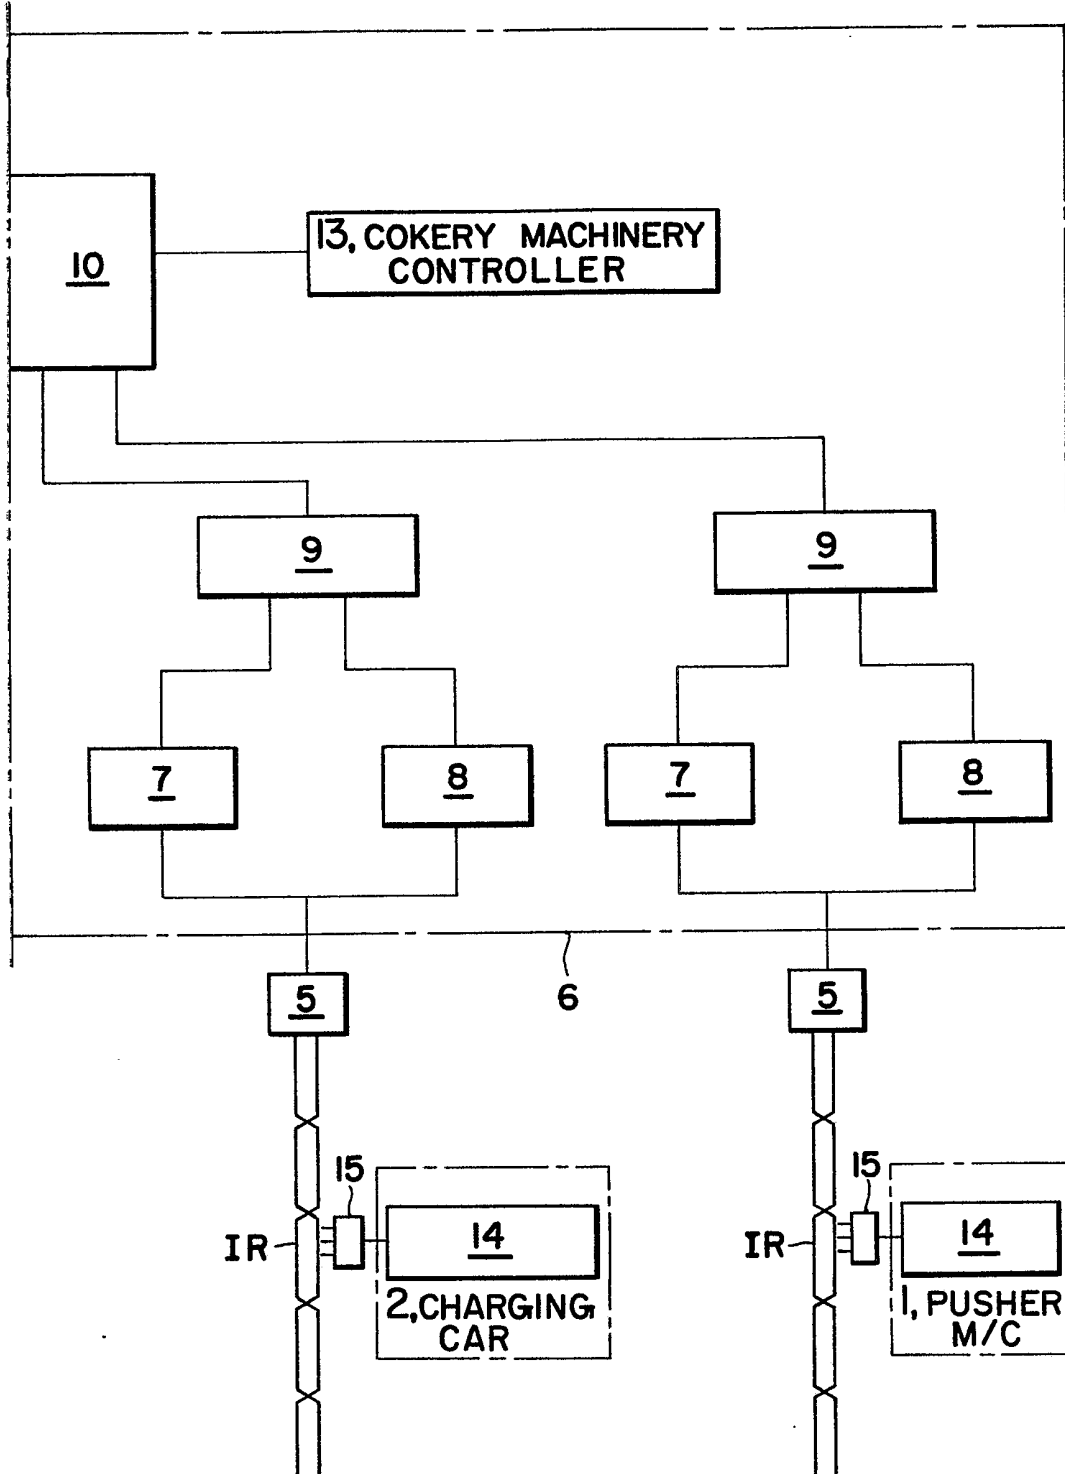 10
13, COKERY MACHINERY
CONTROLLER
9
9
7
8
7
8
6
5
5
15
15
IR
14
IR
14
2, CHARGING
CAR
1, PUSHER
M/C